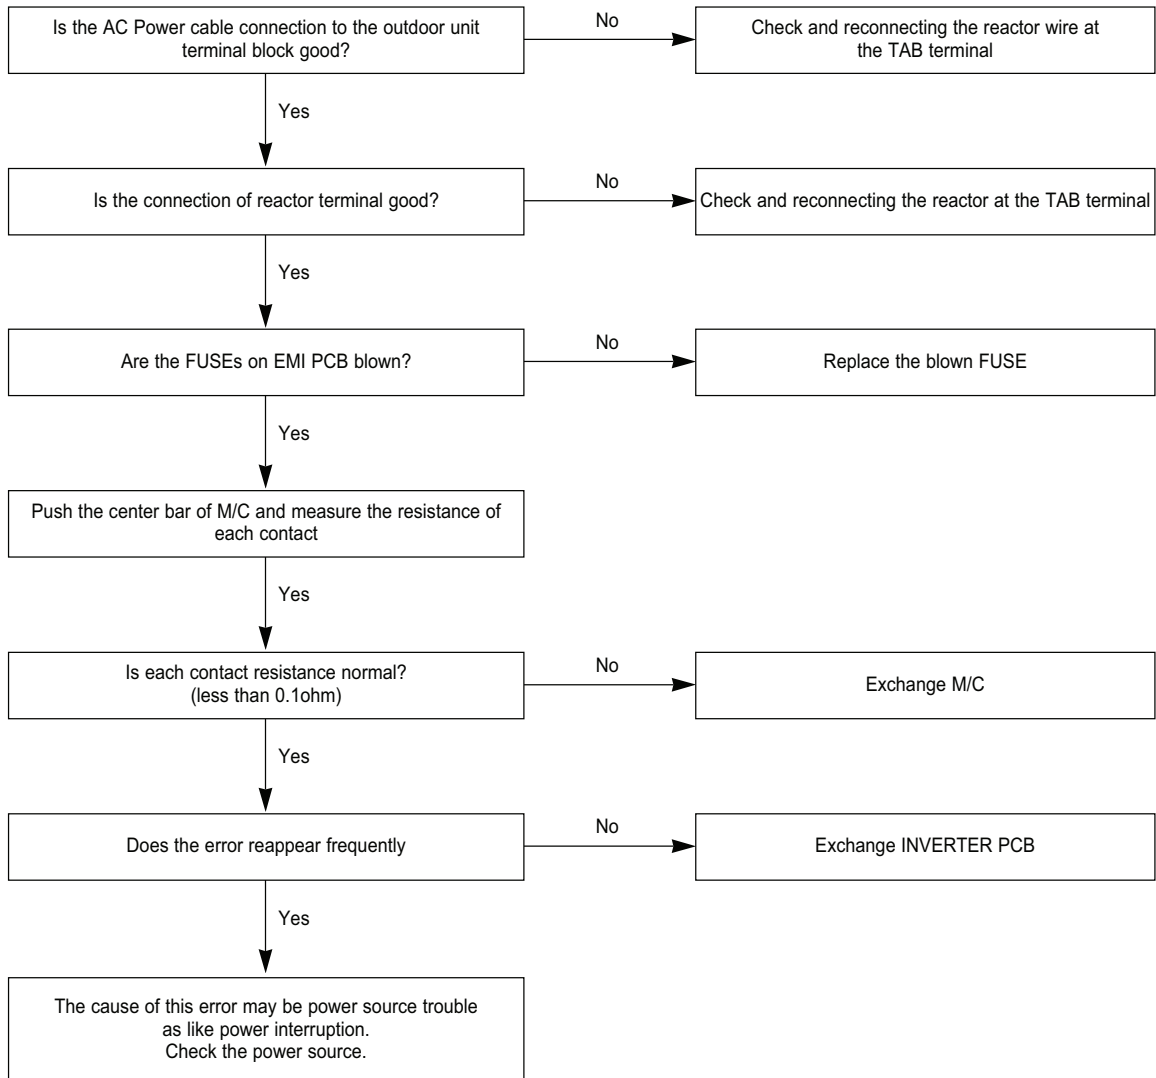 Is the AC Power cable connection to the outdoor unit
terminal block good?
No
Check and reconnecting the reactor wire at
the TAB terminal
Yes
Is the connection of reactor terminal good?
No
Check and reconnecting the reactor at the TAB terminal
Yes
Are the FUSEs on EMI PCB blown?
No
Replace the blown FUSE
Yes
Push the center bar of M/C and measure the resistance of
each contact
Yes
Is each contact resistance normal?
(less than 0.1ohm)
No
Exchange M/C
Yes
Does the error reappear frequently
No
Exchange INVERTER PCB
Yes
The cause of this error may be power source trouble
as like power interruption.
Check the power source.